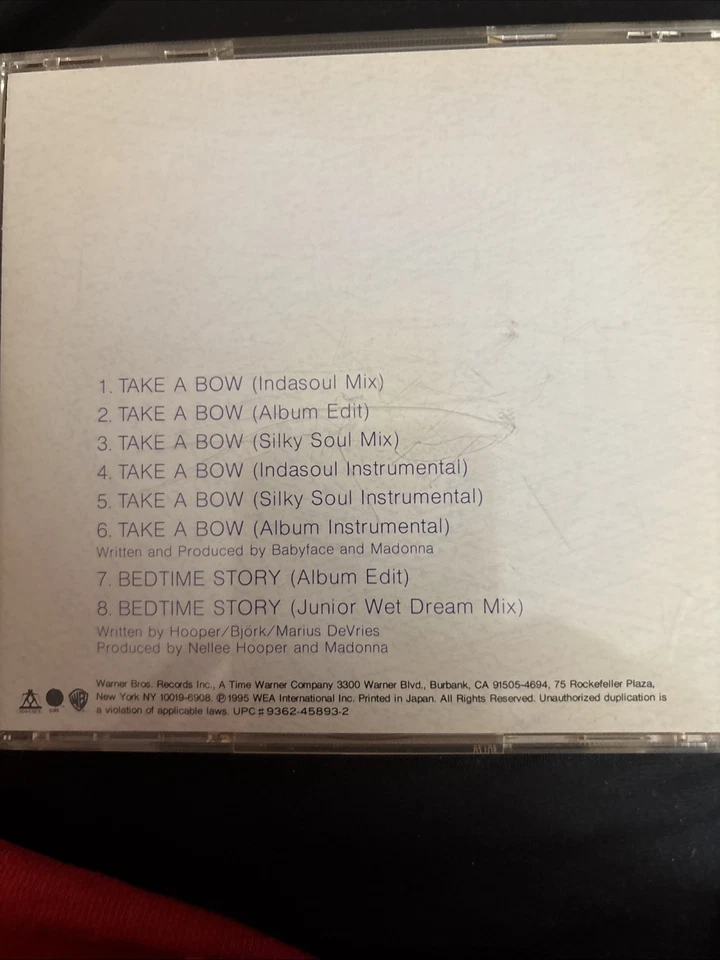 1. TAKE A BOW (Indasoul Mix)
2. TAKE A BOW (Album Edit)
3. TAKE A BOW (Silky Soul Mix)
4. TAKE A BOW (Indasoul Instrumental)
5. TAKE A BOW (Silky Soul Instrumental)
6. TAKE A BOW (Album Instrumental)
Written and Produced by Babyface and Madonna
7. BEDTIME STORY (Album Edit)
8. BEDTIME STORY (Junior Wet Dream Mix)
Written by Hooper/Björk/Marius DeVries
Produced by Nellee Hooper and Madonna
Warner Bros. Records Inc., A Time Warner Company 3300 Warner Blvd., Burbank, CA 91505-4694, 75 Rockefeller Plaza,
New York NY 10019-6908. ℗1995 WEA International Inc. Printed in Japan. All Rights Reserved. Unauthorized duplication is
a violation of applicable laws. UPC#9362-45893-2